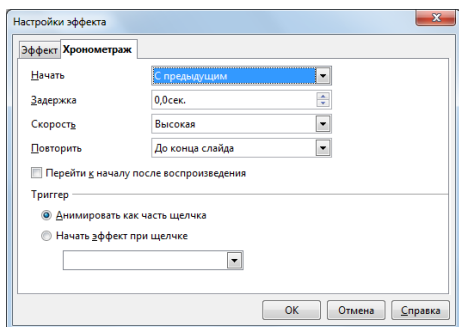 Настройки эффекта
Эффект Хронометраж
Начать С предыдущим
Задержка 0,0сек.
Скорость Высокая
Повторить До конца слайда
Перейти к началу после воспроизведения
Триггер
Анимировать как часть щелчка
Начать эффект при щелчке
OK Отмена Справка